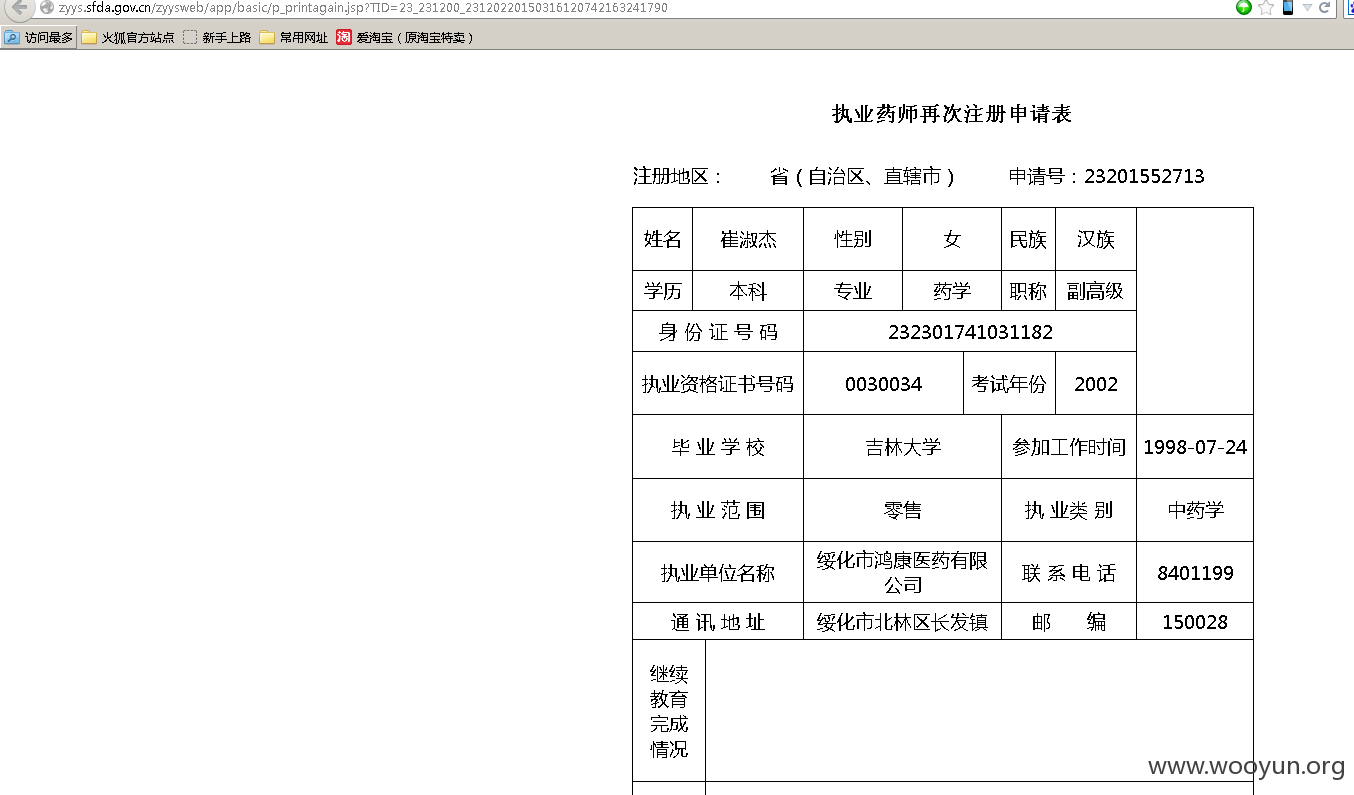 zyys.sfda.gov.cn/zyysweb/app/basic/p_printagain.jsp?TID=23_231200_23120220150316120742163241790
访问最多 火狐官方站点 新手上路 常用网址 淘 爱淘宝（原淘宝特卖）
执业药师再次注册申请表
注册地区： 省（自治区、直辖市） 申请号：23201552713
姓名 崔淑杰 性别 女 民族 汉族
学历 本科 专业 药学 职称 副高级
身 份 证 号 码 232301741031182
执业资格证书号码 0030034 考试年份 2002
毕 业 学 校 吉林大学 参加工作时间 1998-07-24
执 业 范 围 零售 执 业类 别 中药学
执业单位名称 绥化市鸿康医药有限
公司 联 系 电 话 8401199
通 讯 地 址 绥化市北林区长发镇 邮 编 150028
继续
教育
完成
情况
www.wooyun.org